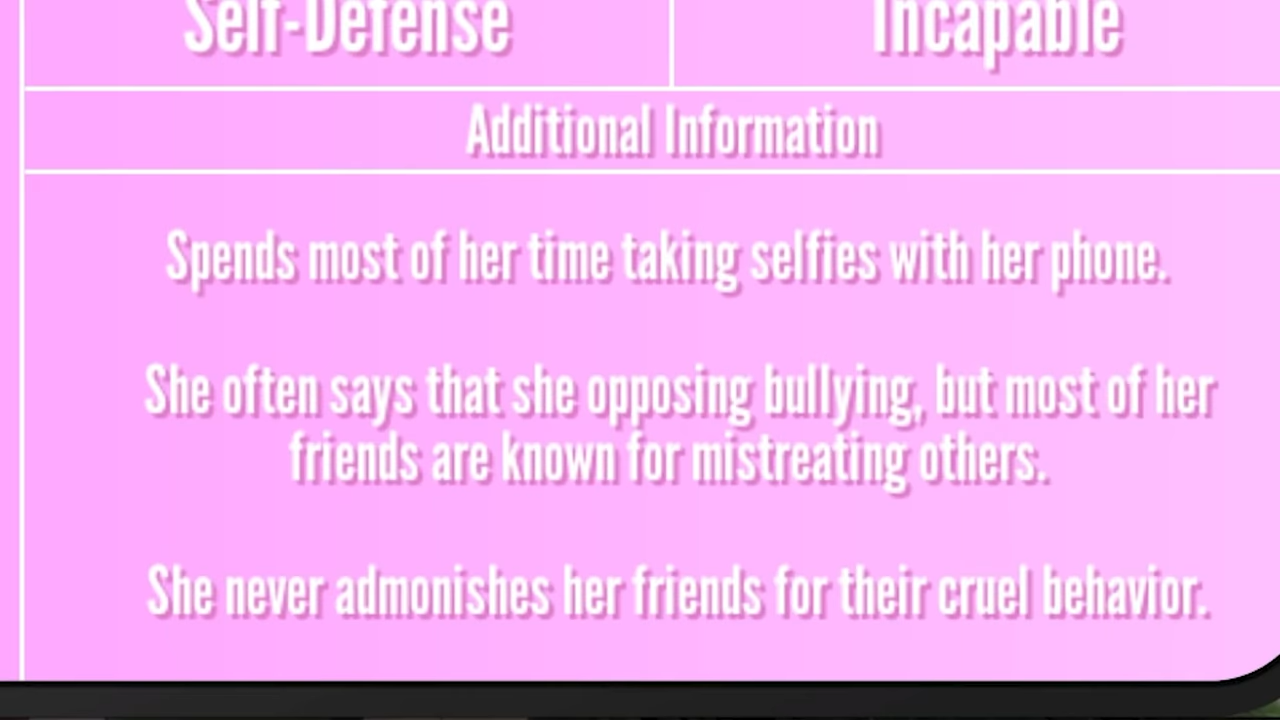 Self-Defense Incapable
Additional Information
Spends most of her time taking selfies with her phone.
She often says that she opposing bullying, but most of her
friends are known for mistreating others.
She never admonishes her friends for their cruel behavior.